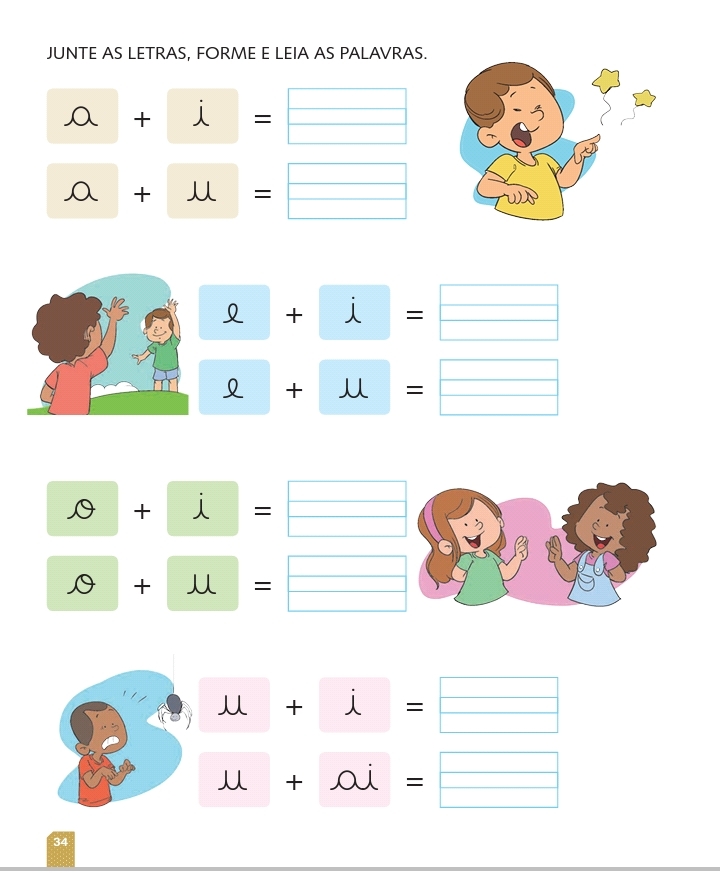 JUNTE AS LETRAS, FORME E LEIA AS PALAVRAS.
a + i =
a + u =
e + i =
e + u =
o + i =
o + u =
u + i =
u + ai =
34